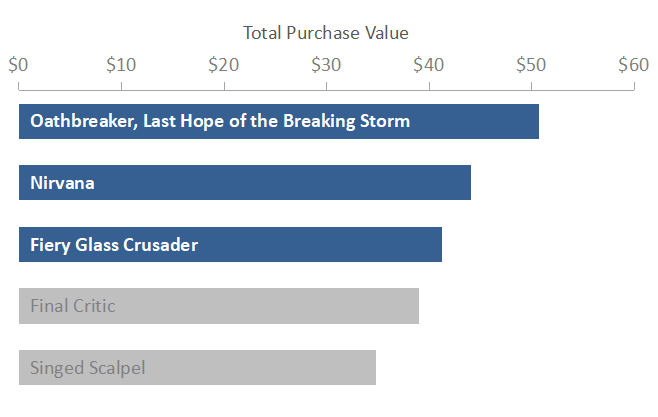 Total Purchase Value
$0 $10 $20 $30 $40 $50 $60
Oathbreaker, Last Hope of the Breaking Storm
Nirvana
Fiery Glass Crusader
Final Critic
Singed Scalpel